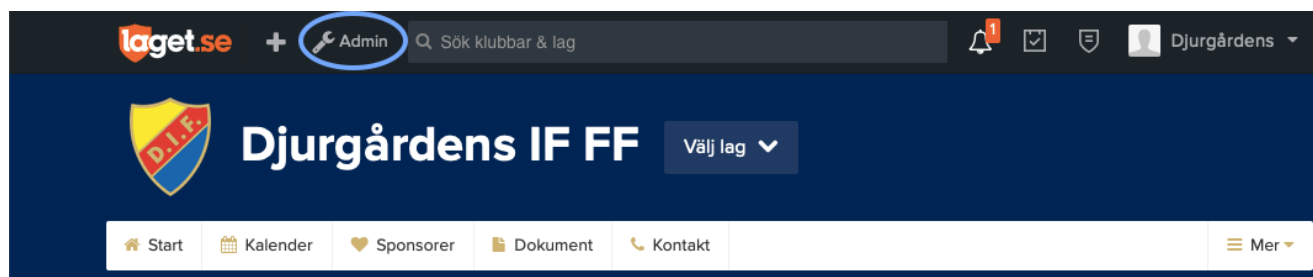 laget.se + Admin Sök klubbar & lag 1 Djurgårdens
D.I.F. Djurgårdens IF FF Välj lag
Start Kalender Sponsorer Dokument Kontakt Mer